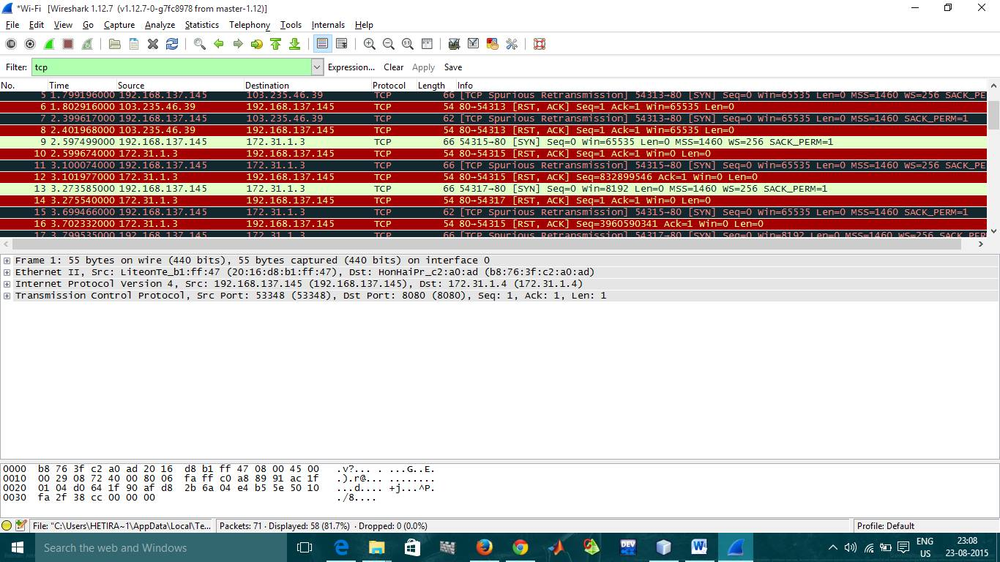 *Wi-Fi [Wireshark 1.12.7 (v1.12.7-0-g7fc8978 from master-1.12)]
File Edit View Go Capture Analyze Statistics Telephony Tools Internals Help
Filter: tcp Expression... Clear Apply Save
No. Time Source Destination Protocol Length Info
5 1.799196000 192.168.137.145 103.235.46.39 TCP 66 [TCP Spurious Retransmission] 54313→80 [SYN] Seq=0 Win=65535 Len=0 MSS=1460 WS=256 SACK_PE
6 1.802916000 103.235.46.39 192.168.137.145 TCP 54 80→54313 [RST, ACK] Seq=1 Ack=1 Win=65535 Len=0
7 2.399617000 192.168.137.145 103.235.46.39 TCP 62 [TCP Spurious Retransmission] 54313→80 [SYN] Seq=0 Win=65535 Len=0 MSS=1460 SACK_PERM=1
8 2.401968000 103.235.46.39 192.168.137.145 TCP 54 80→54313 [RST, ACK] Seq=1 Ack=1 Win=65535 Len=0
9 2.597499000 192.168.137.145 172.31.1.3 TCP 66 54315→80 [SYN] Seq=0 Win=65535 Len=0 MSS=1460 WS=256 SACK_PERM=1
10 2.599674000 172.31.1.3 192.168.137.145 TCP 54 80→54315 [RST, ACK] Seq=1 Ack=1 Win=0 Len=0
11 3.100074000 192.168.137.145 172.31.1.3 TCP 66 [TCP Spurious Retransmission] 54315→80 [SYN] Seq=0 Win=65535 Len=0 MSS=1460 WS=256 SACK_PE
12 3.101977000 172.31.1.3 192.168.137.145 TCP 54 80→54315 [RST, ACK] Seq=832899546 Ack=1 Win=0 Len=0
13 3.273585000 192.168.137.145 172.31.1.3 TCP 66 54317→80 [SYN] Seq=0 Win=8192 Len=0 MSS=1460 WS=256 SACK_PERM=1
14 3.275540000 172.31.1.3 192.168.137.145 TCP 54 80→54317 [RST, ACK] Seq=1 Ack=1 Win=0 Len=0
15 3.699466000 192.168.137.145 172.31.1.3 TCP 62 [TCP Spurious Retransmission] 54315→80 [SYN] Seq=0 Win=65535 Len=0 MSS=1460 SACK_PERM=1
16 3.702332000 172.31.1.3 192.168.137.145 TCP 54 80→54315 [RST, ACK] Seq=3960590341 Ack=1 Win=0 Len=0
17 3.799535000 192.168.137.145 172.31.1.3 TCP 66 [TCP Spurious Retransmission] 54317→80 [SYN] Seq=0 Win=8192 Len=0 MSS=1460 WS=256 SACK_PER
Frame 1: 55 bytes on wire (440 bits), 55 bytes captured (440 bits) on interface 0
Ethernet II, Src: LiteonTe_b1:ff:47 (20:16:d8:b1:ff:47), Dst: HonHaiPr_c2:a0:ad (b8:76:3f:c2:a0:ad)
Internet Protocol Version 4, Src: 192.168.137.145 (192.168.137.145), Dst: 172.31.1.4 (172.31.1.4)
Transmission Control Protocol, Src Port: 53348 (53348), Dst Port: 8080 (8080), Seq: 1, Ack: 1, Len: 1
0000 b8 76 3f c2 a0 ad 20 16 d8 b1 ff 47 08 00 45 00 .v?... . ...G..E.
0010 00 29 08 72 40 00 80 06 fa ff c0 a8 89 91 ac 1f .).r@... ........
0020 01 04 d0 64 1f 90 af d8 2b 6a 04 e4 b5 5e 50 10 ...d.... +j...^P.
0030 fa 2f 38 cc 00 00 00 ./8....
File: "C:\Users\HETIRA~1\AppData\Local\Te... Packets: 71 · Displayed: 58 (81.7%) · Dropped: 0 (0.0%) Profile: Default
Search the web and Windows DEV W ENG 23:08
US 23-08-2015